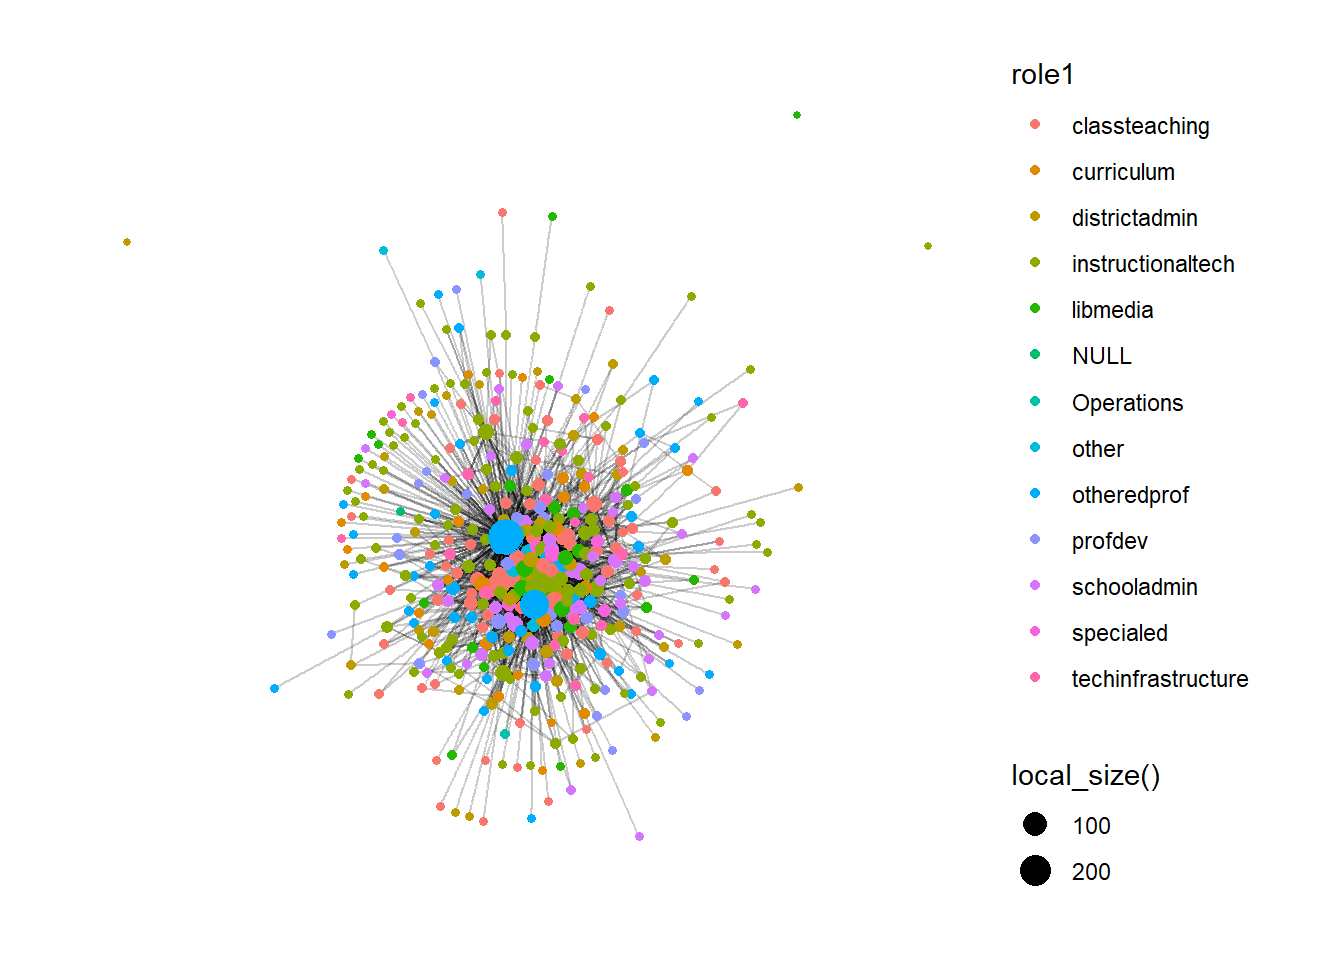 role1
classteaching
curriculum
districtadmin
instructionaltech
libmedia
NULL
Operations
other
otheredprof
profdev
schooladmin
specialed
techinfrastructure
local_size()
100
200